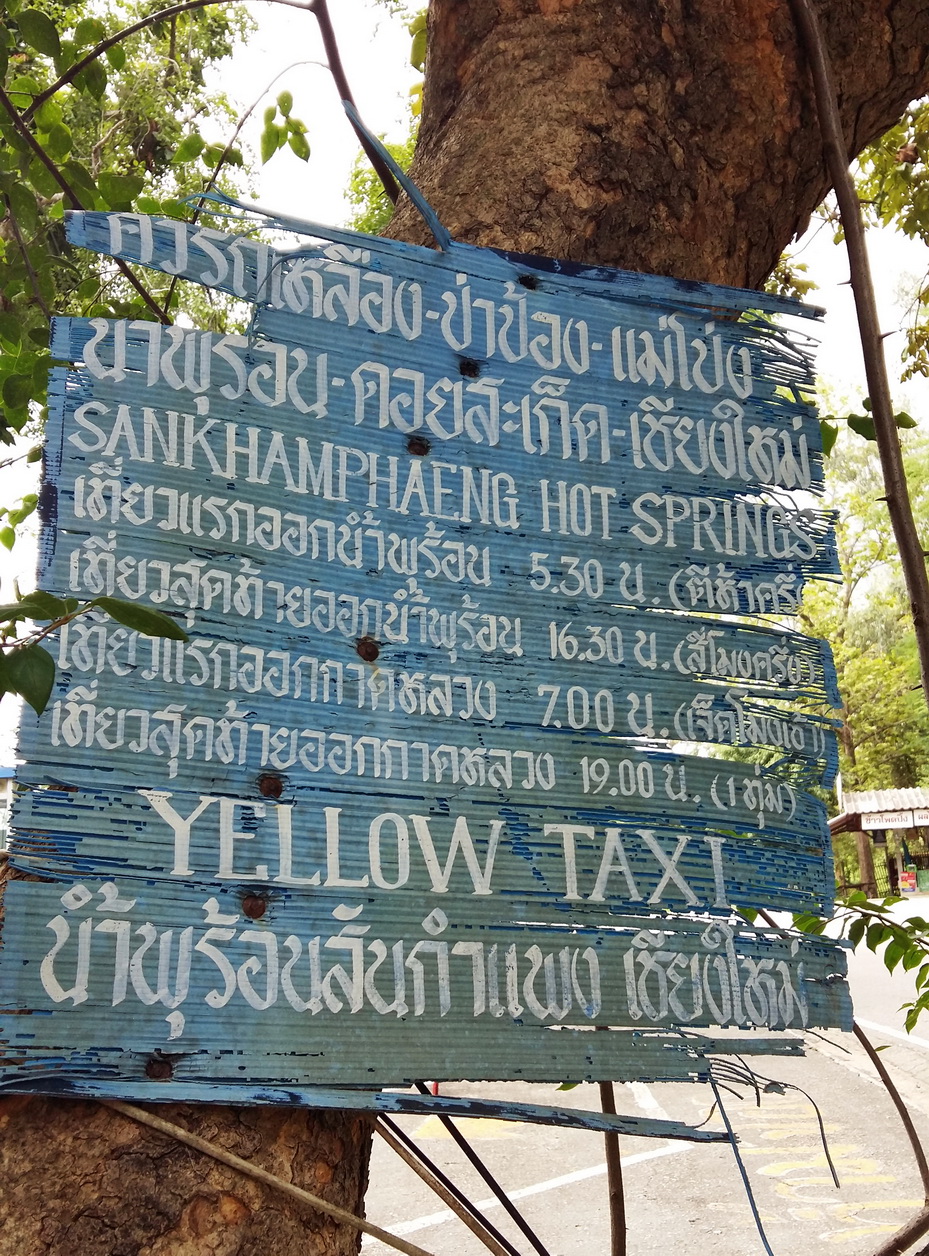 คิวรถเหลือง-ป่าป้อง-แม่โป่ง
น้ำพุร้อน-ดอยสะเก็ด-เชียงใหม่
SANKHAMPHAENG HOT SPRINGS
เที่ยวแรกออกน้ำพุร้อน 5.30 น. (ตีห้าครึ่ง
เที่ยวสุดท้ายออกน้ำพุร้อน 16.30 น. (สี่โมงครึ่ง)
เที่ยวแรกออกกาดหลวง 7.00 น. (เจ็ดโมงเช้า)
เที่ยวสุดท้ายออกกาดหลวง 19.00 น. (1 ทุ่ม)
YELLOW TAXI
น้ำพุร้อนสันกำแพง เชียงใหม่